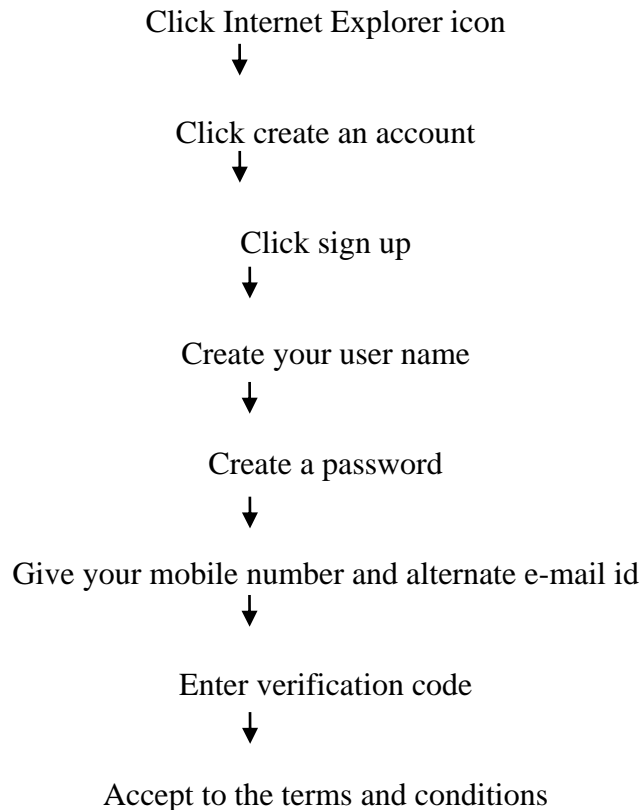 Click Internet Explorer icon
Click create an account
Click sign up
Create your user name
Create a password
Give your mobile number and alternate e-mail id
Enter verification code
Accept to the terms and conditions